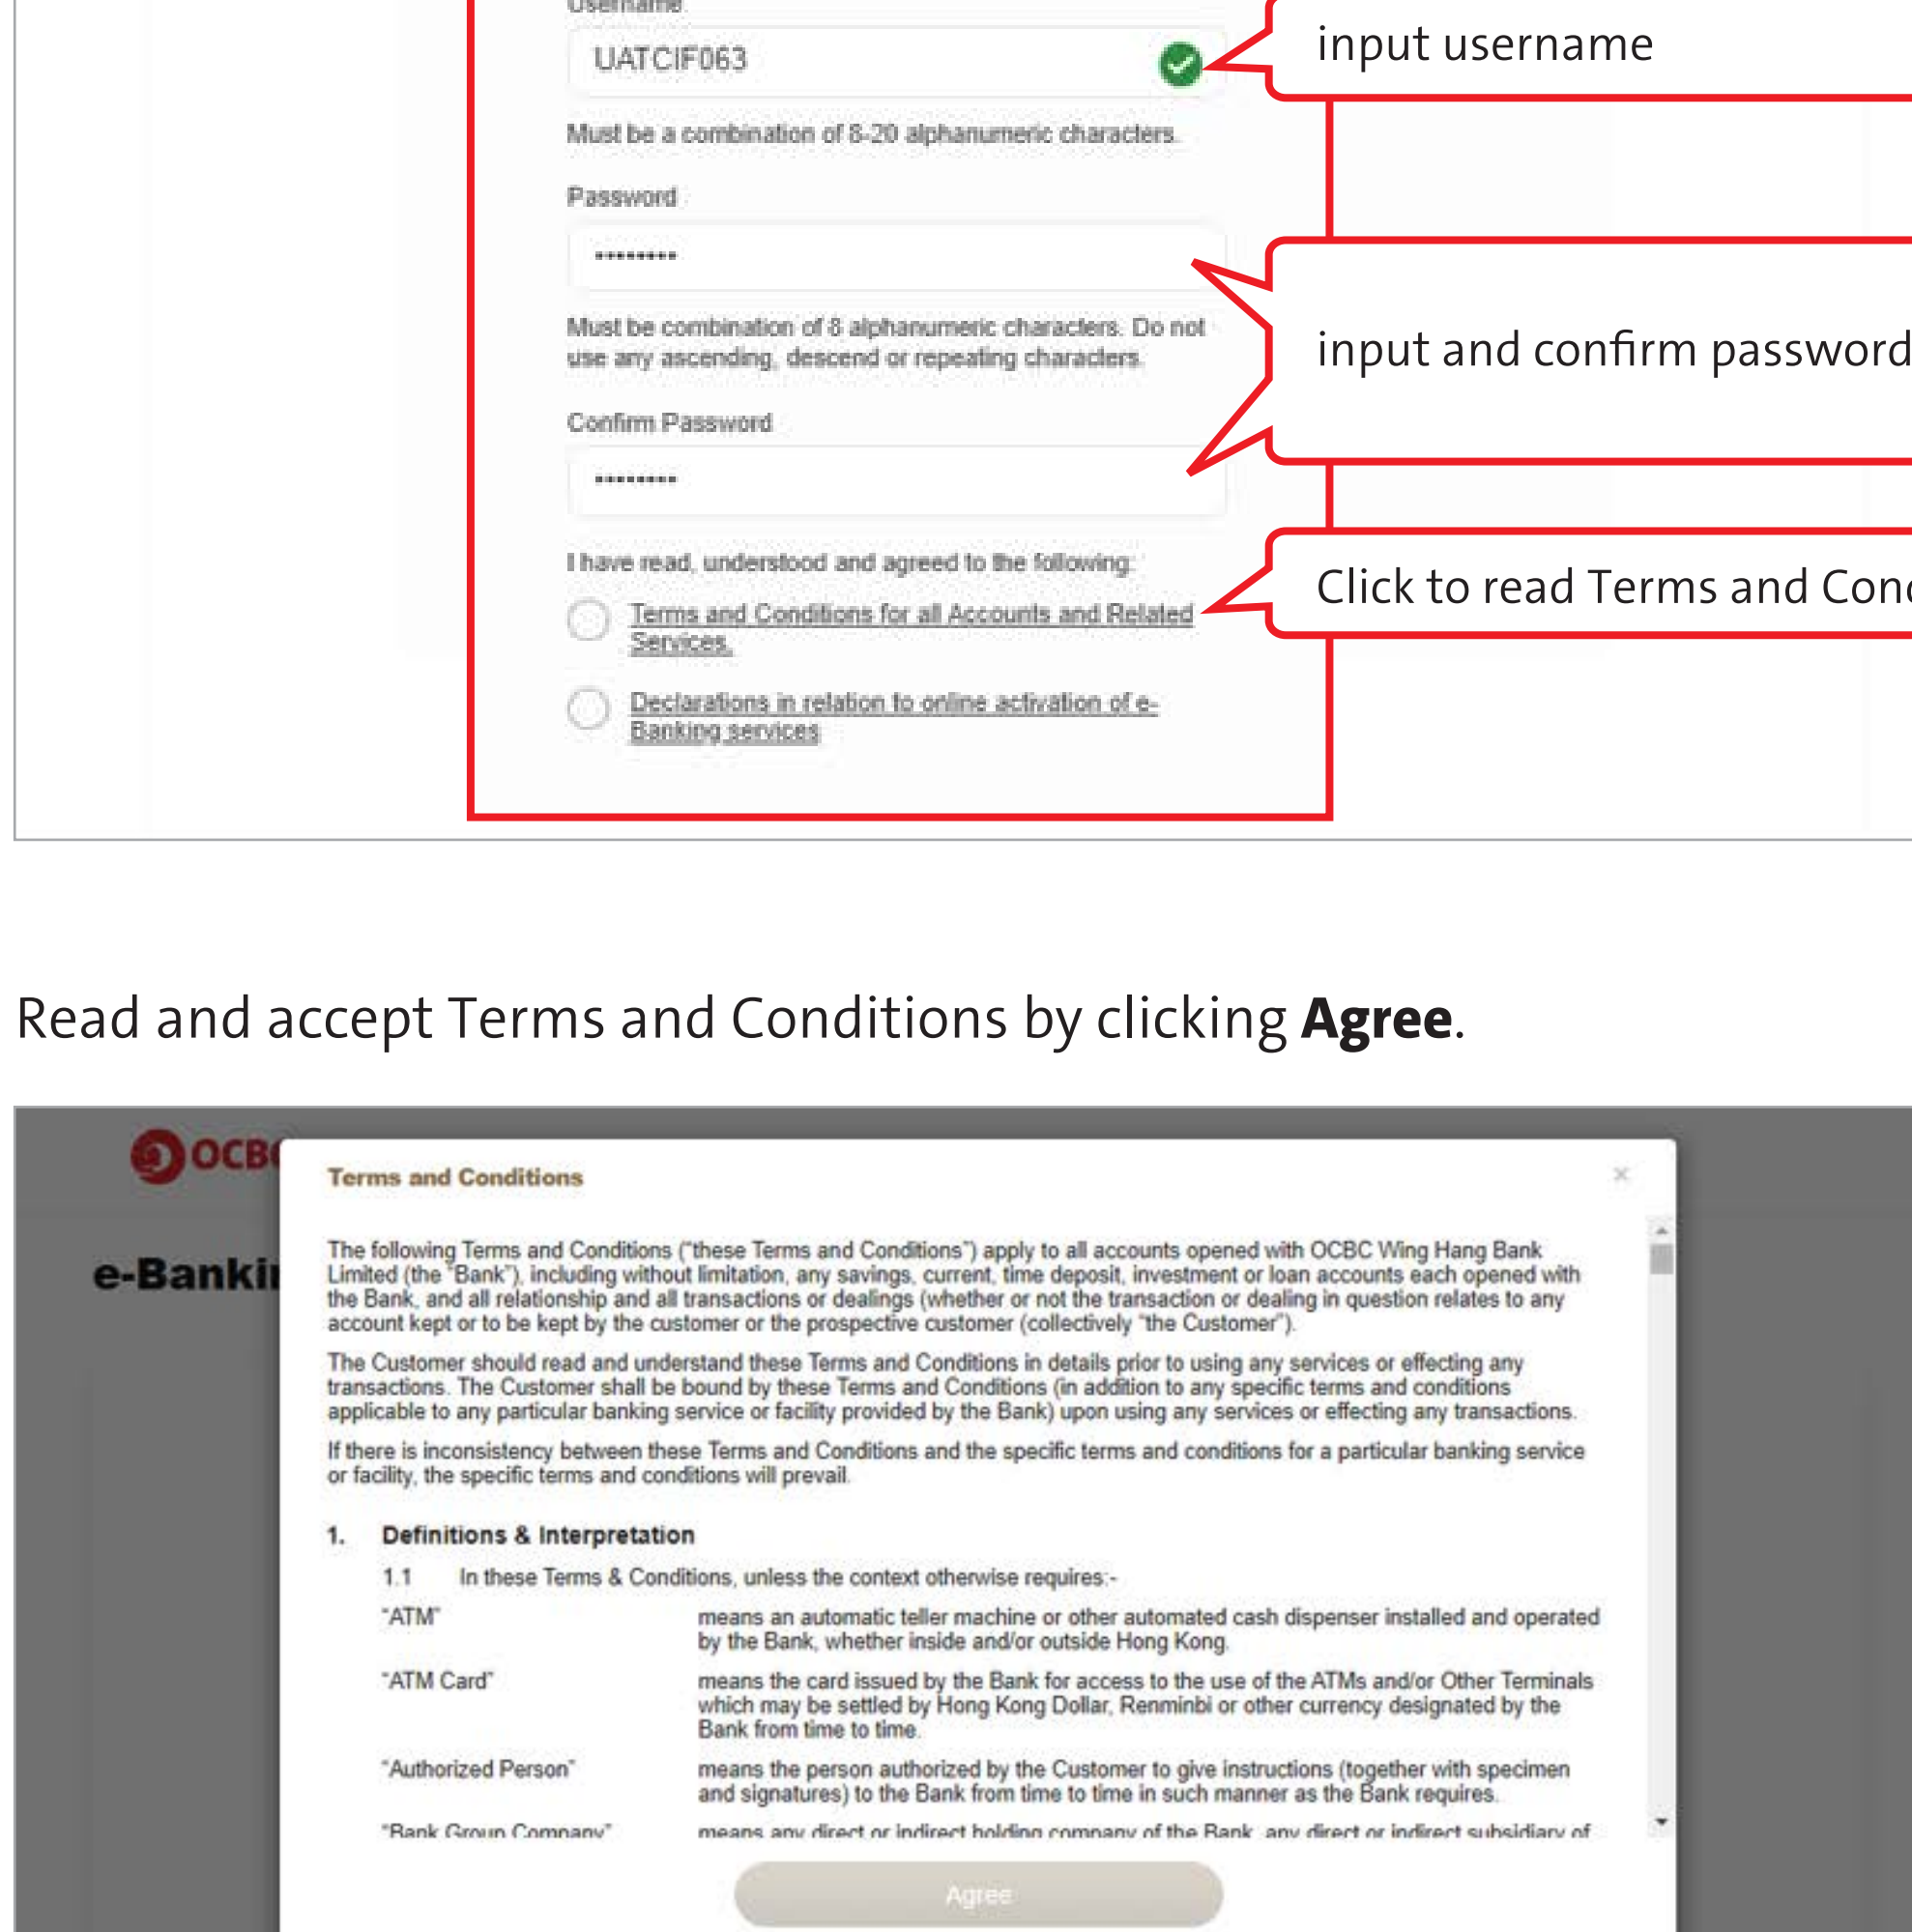 Username
UATCIF063
input username
Must be a combination of 8-20 alphanumeric characters.
Password
Must be combination of 8 alphanumeric characters. Do not
use any ascending, descend or repeating characters.
input and confirm password
Confirm Password
I have read, understood and agreed to the following:
Terms and Conditions for all Accounts and Related
Services.
Click to read Terms and Con
Declarations in relation to online activation of e-
Banking services
Read and accept Terms and Conditions by clicking Agree.
OCBC
e-Banki
Terms and Conditions
×
The following Terms and Conditions ("these Terms and Conditions") apply to all accounts opened with OCBC Wing Hang Bank
Limited (the "Bank"), including without limitation, any savings, current, time deposit, investment or loan accounts each opened with
the Bank, and all relationship and all transactions or dealings (whether or not the transaction or dealing in question relates to any
account kept or to be kept by the customer or the prospective customer (collectively "the Customer").
The Customer should read and understand these Terms and Conditions in details prior to using any services or effecting any
transactions. The Customer shall be bound by these Terms and Conditions (in addition to any specific terms and conditions
applicable to any particular banking service or facility provided by the Bank) upon using any services or effecting any transactions.
If there is inconsistency between these Terms and Conditions and the specific terms and conditions for a particular banking service
or facility, the specific terms and conditions will prevail.
1. Definitions & Interpretation
1.1 In these Terms & Conditions, unless the context otherwise requires:-
"ATM" means an automatic teller machine or other automated cash dispenser installed and operated
by the Bank, whether inside and/or outside Hong Kong.
"ATM Card" means the card issued by the Bank for access to the use of the ATMs and/or Other Terminals
which may be settled by Hong Kong Dollar, Renminbi or other currency designated by the
Bank from time to time.
"Authorized Person" means the person authorized by the Customer to give instructions (together with specimen
and signatures) to the Bank from time to time in such manner as the Bank requires.
"Bank Group Company" means any direct or indirect holding company of the Bank, any direct or indirect subsidiary of
Agree